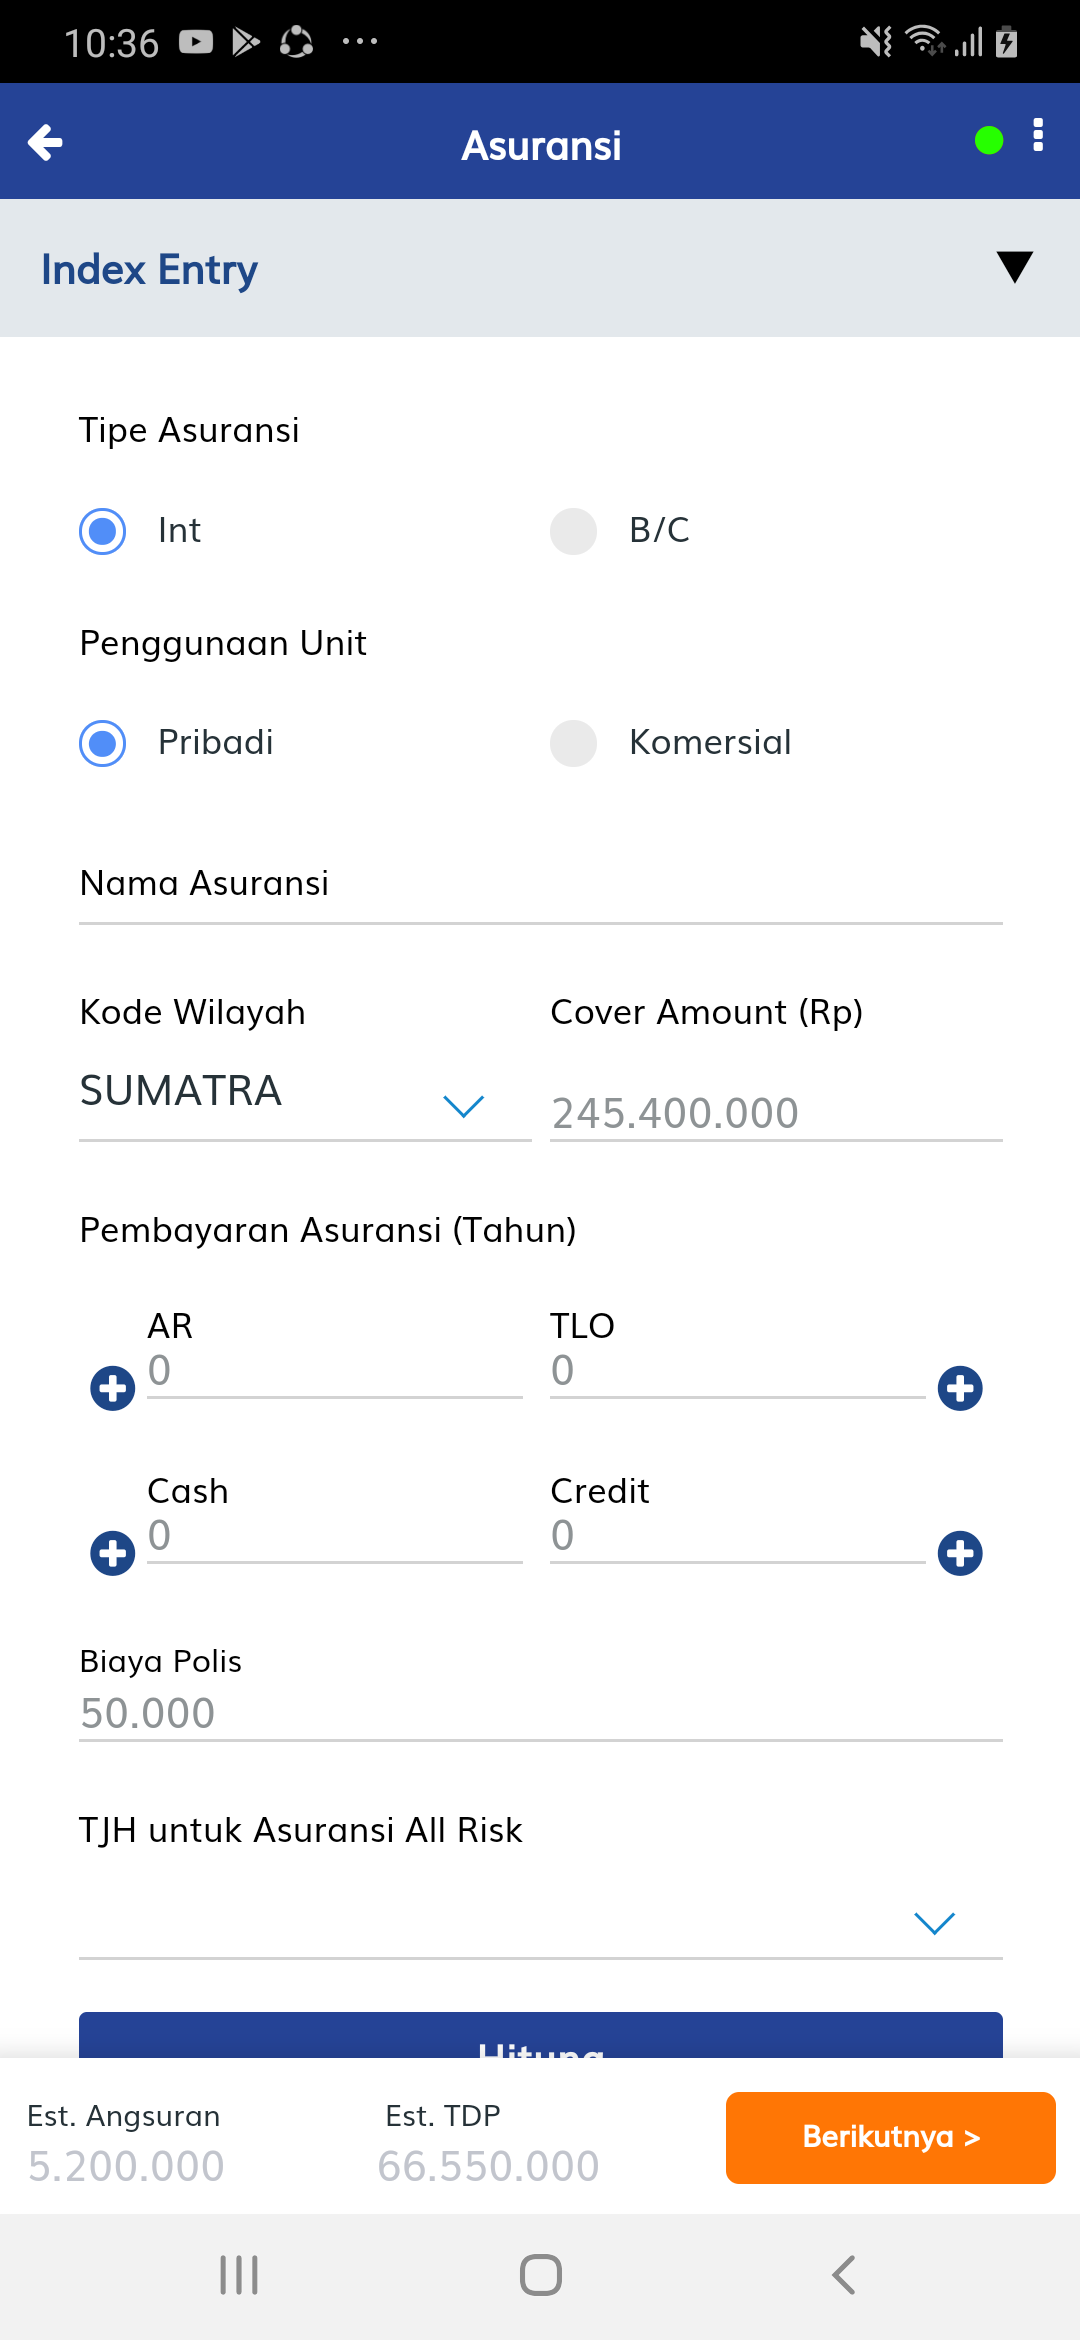 10:36
Asuransi
Index Entry
Tipe Asuransi
Int
B/C
Penggunaan Unit
Pribadi
Komersial
Nama Asuransi
Kode Wilayah
Cover Amount (Rp)
SUMATRA
245.400.000
Pembayaran Asuransi (Tahun)
AR
TLO
0
0
Cash
Credit
0
0
Biaya Polis
50.000
TJH untuk Asuransi All Risk
Hitung
Est. Angsuran
Est. TDP
5.200.000
66.550.000
Berikutnya >